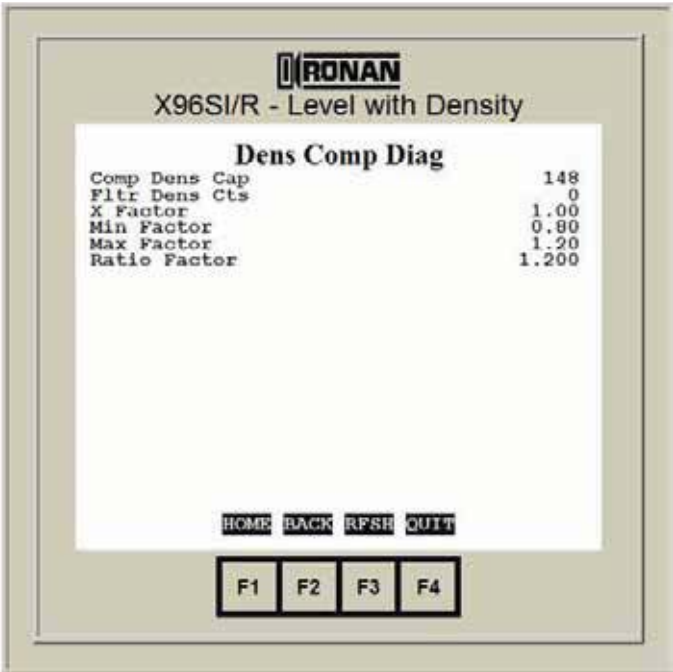 RONAN
X96SI/R - Level with Density
Dens Comp Diag
Comp Dens Cap 148
Fltr Dens Cts 0
X Factor 1.00
Min Factor 0.80
Max Factor 1.20
Ratio Factor 1.200
HOME BACK RFSH QUIT
F1 F2 F3 F4